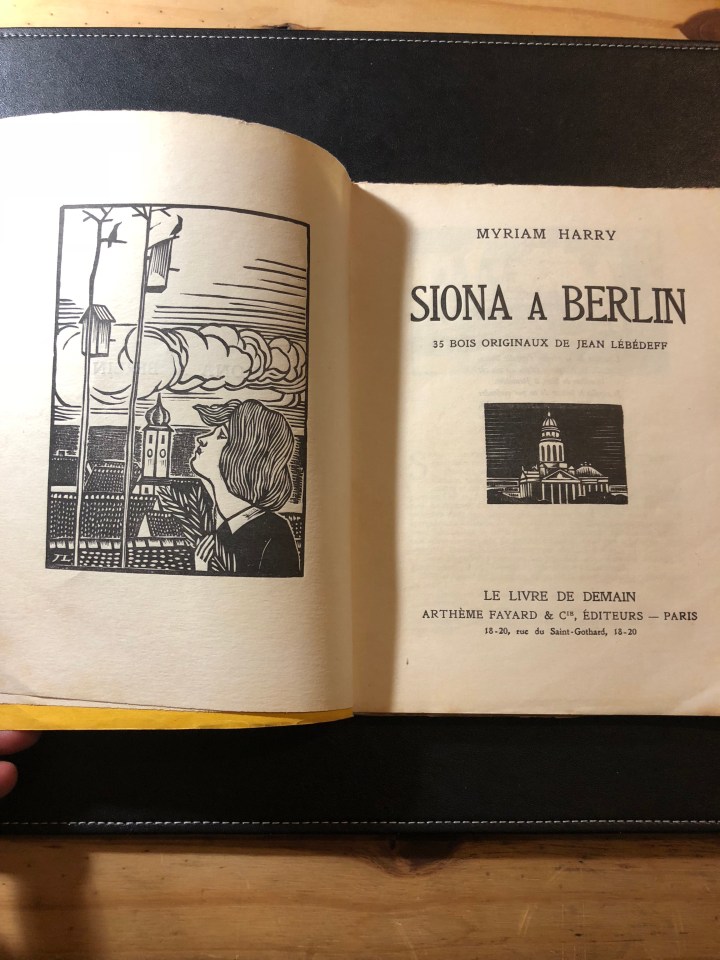 JL
MYRIAM HARRY
SIONA A BERLIN
35 BOIS ORIGINAUX DE JEAN LÉBÉDEFF
LE LIVRE DE DEMAIN
ARTHÈME FAYARD & Cie, ÉDITEURS — PARIS
18-20, rue du Saint-Gothard, 18-20